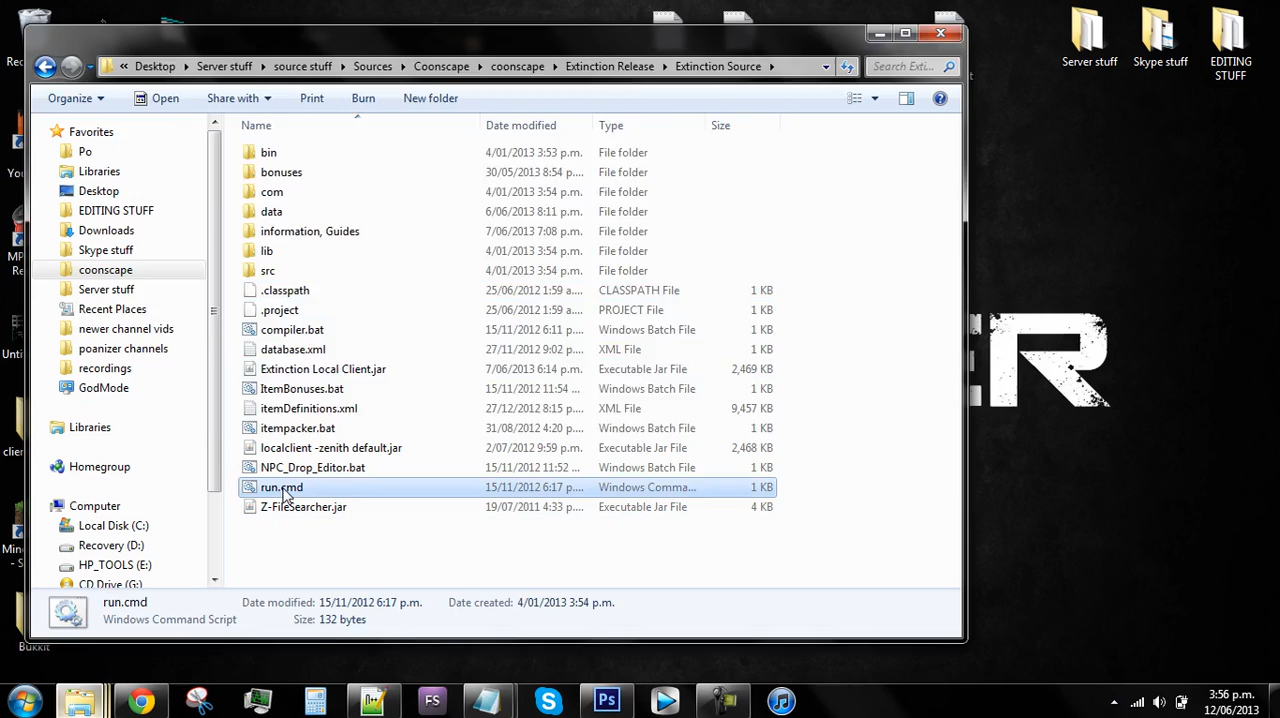 Server stuff
Skype stuff
EDITING
STUFF
« Desktop ▸ Server stuff ▸ source stuff ▸ Sources ▸ Coonscape ▸ coonscape ▸ Extinction Release ▸ Extinction Source ▸
Search Exti...
Organize
Open
Share with
Print
Burn
New folder
Name Date modified Type Size
Favorites
Po
Libraries
Desktop
EDITING STUFF
Downloads
Skype stuff
coonscape
Server stuff
Recent Places
newer channel vids
poanizer channels
recordings
GodMode
Libraries
Homegroup
Computer
Local Disk (C:)
Recovery (D:)
HP_TOOLS (E:)
CD Drive (G:)
bin 4/01/2013 3:53 p.m. File folder
bonuses 30/05/2013 8:54 p.... File folder
com 4/01/2013 3:54 p.m. File folder
data 6/06/2013 8:11 p.m. File folder
information, Guides 7/06/2013 7:08 p.m. File folder
lib 4/01/2013 3:54 p.m. File folder
src 4/01/2013 3:54 p.m. File folder
.classpath 25/06/2012 1:59 a.... CLASSPATH File 1 KB
.project 25/06/2012 1:59 a.... PROJECT File 1 KB
compiler.bat 15/11/2012 6:11 p.... Windows Batch File 1 KB
database.xml 27/11/2012 9:02 p.... XML File 1 KB
Extinction Local Client.jar 7/06/2013 6:14 p.m. Executable Jar File 2,469 KB
ItemBonuses.bat 15/11/2012 11:54 ... Windows Batch File 1 KB
itemDefinitions.xml 27/12/2012 8:15 p.... XML File 9,457 KB
itempacker.bat 31/08/2012 4:20 p.... Windows Batch File 1 KB
localclient -zenith default.jar 2/07/2012 9:59 p.m. Executable Jar File 2,468 KB
NPC_Drop_Editor.bat 15/11/2012 11:52 ... Windows Batch File 1 KB
run.cmd 15/11/2012 6:17 p.... Windows Comma... 1 KB
Z-FileSearcher.jar 19/07/2011 4:33 p.m. Executable Jar File 4 KB
run.cmd Date modified: 15/11/2012 6:17 p.m. Date created: 4/01/2013 3:54 p.m.
Windows Command Script Size: 132 bytes
Rec
You
MP
Re
Unti
clien
Min
- S
Bukkit
ER
FS
Ps
3:56 p.m.
12/06/2013